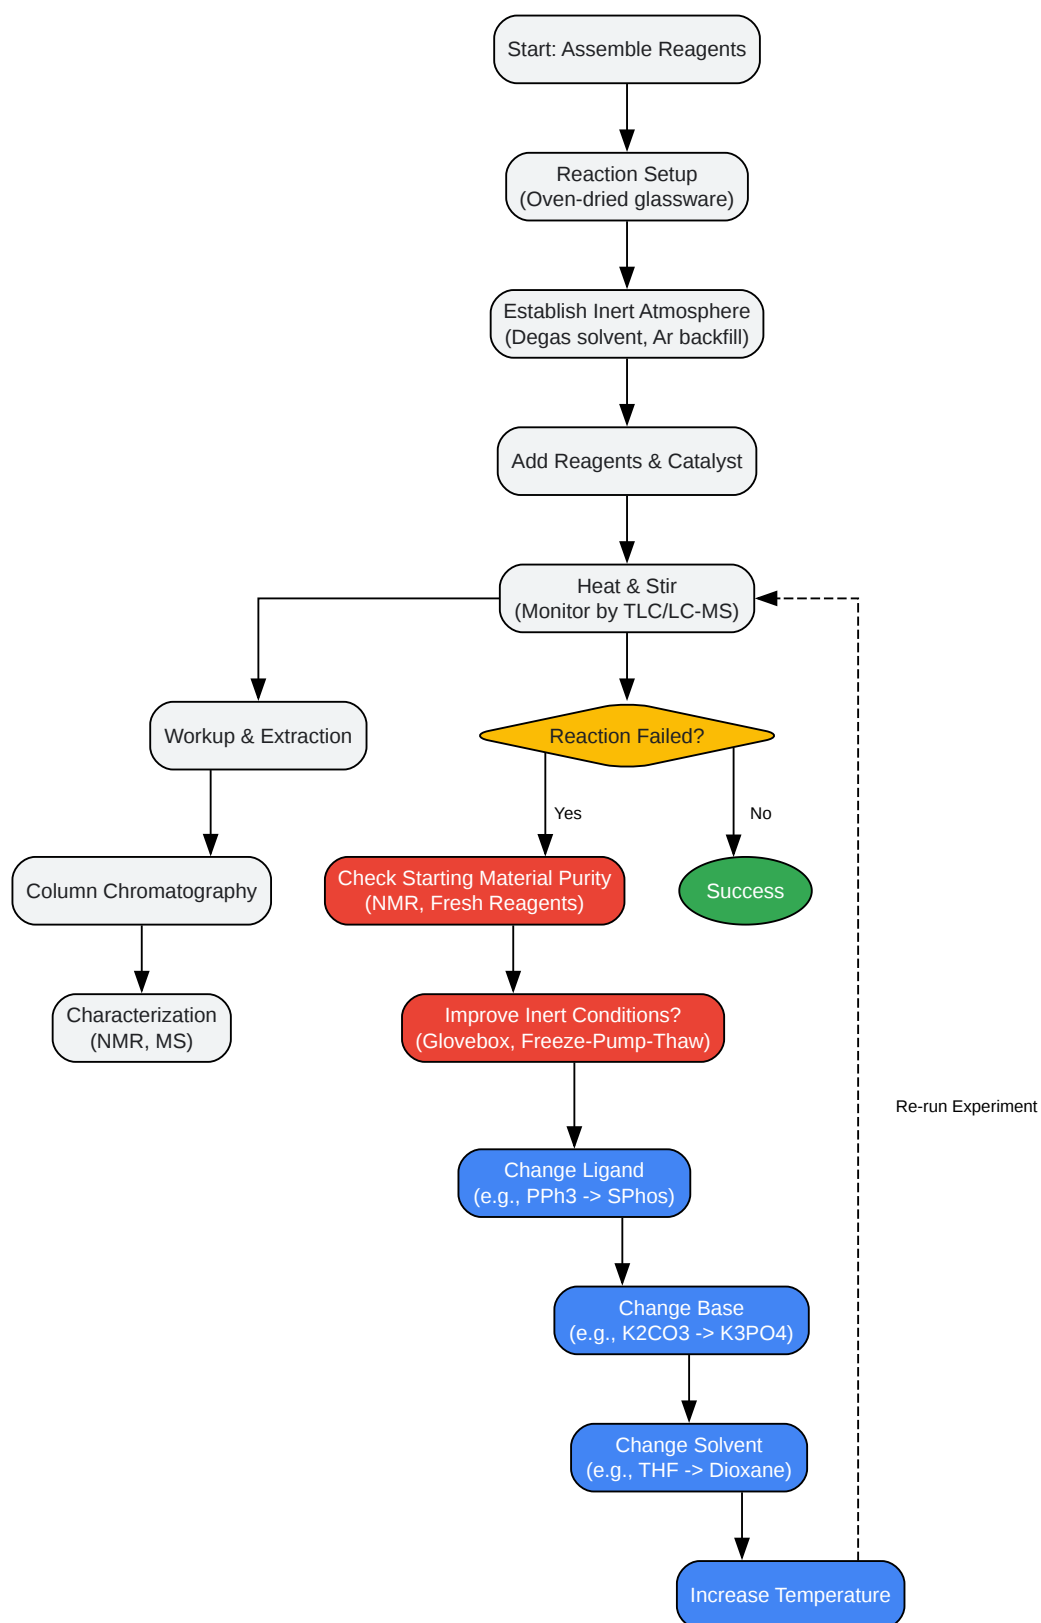 Start: Assemble Reagents
Reaction Setup
(Oven-dried glassware)
Establish Inert Atmosphere
(Degas solvent, Ar backfill)
Add Reagents & Catalyst
Heat & Stir
(Monitor by TLC/LC-MS)
Workup & Extraction
Reaction Failed?
Yes
No
Column Chromatography
Check Starting Material Purity
(NMR, Fresh Reagents)
Success
Characterization
(NMR, MS)
Improve Inert Conditions?
(Glovebox, Freeze-Pump-Thaw)
Re-run Experiment
Change Ligand
(e.g., PPh3 -> SPhos)
Change Base
(e.g., K2CO3 -> K3PO4)
Change Solvent
(e.g., THF -> Dioxane)
Increase Temperature